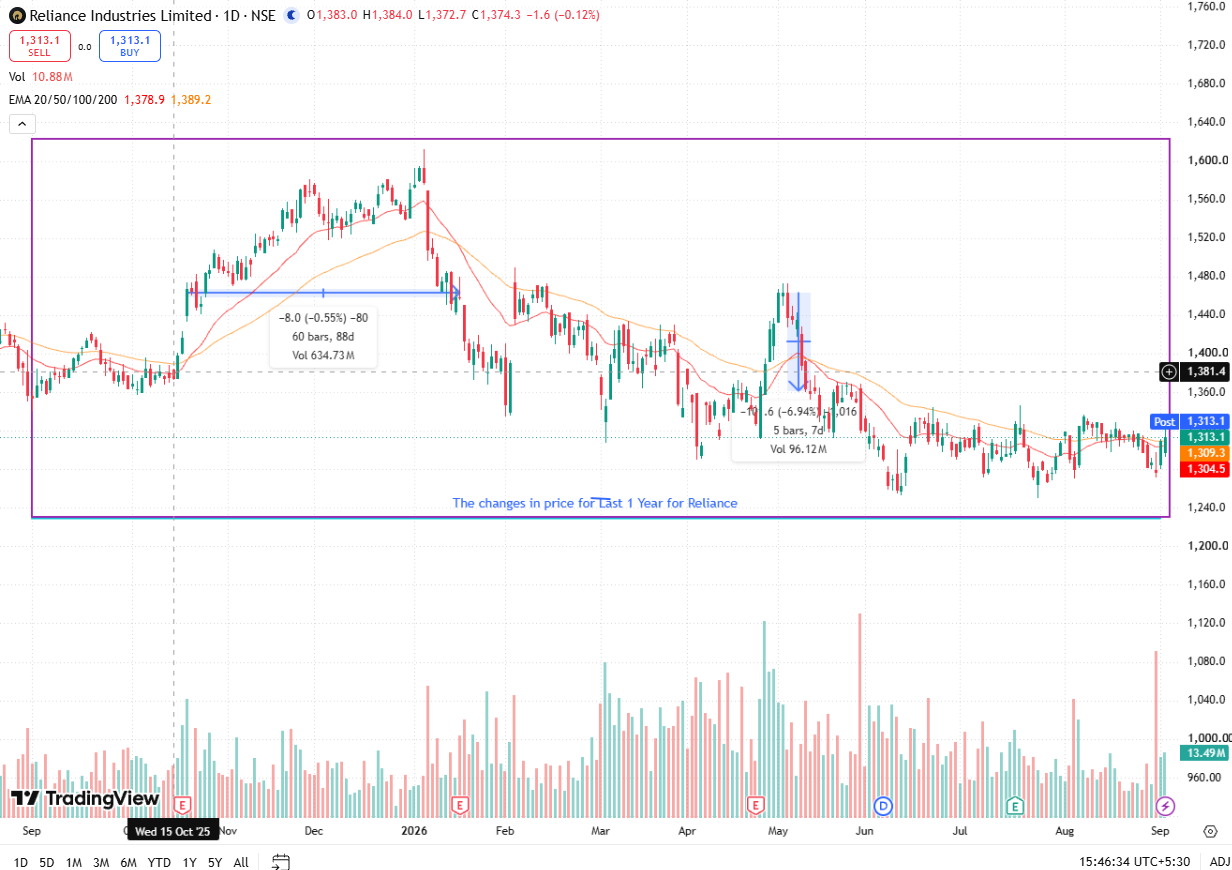 Reliance Industries Limited · 1D · NSE O1,383.0 H1,384.0 L1,372.7 C1,374.3 −1.6 (−0.12%)
1,313.1 SELL 0.0 1,313.1 BUY
Vol 10.88M
EMA 20/50/100/200 1,378.9 1,389.2
1,760.0
1,720.0
1,680.0
1,640.0
1,600.0
1,560.0
1,520.0
1,480.0
1,440.0
1,400.0
1,381.4
1,360.0
Post 1,313.1
1,313.1
1,309.3
1,304.5
1,240.0
1,200.0
1,160.0
1,120.0
1,080.0
1,040.0
1,000.00
13.49M
960.00
−8.0 (−0.55%) −80
60 bars, 88d
Vol 634.73M
(−6.94%) 1,016
5 bars, 7d
Vol 96.12M
The changes in price for Last 1 Year for Reliance
TradingView
E E E D E
Sep Wed 15 Oct '25 Nov Dec 2026 Feb Mar Apr May Jun Jul Aug Sep
1D 5D 1M 3M 6M YTD 1Y 5Y All 15:46:34 UTC+5:30 ADJ